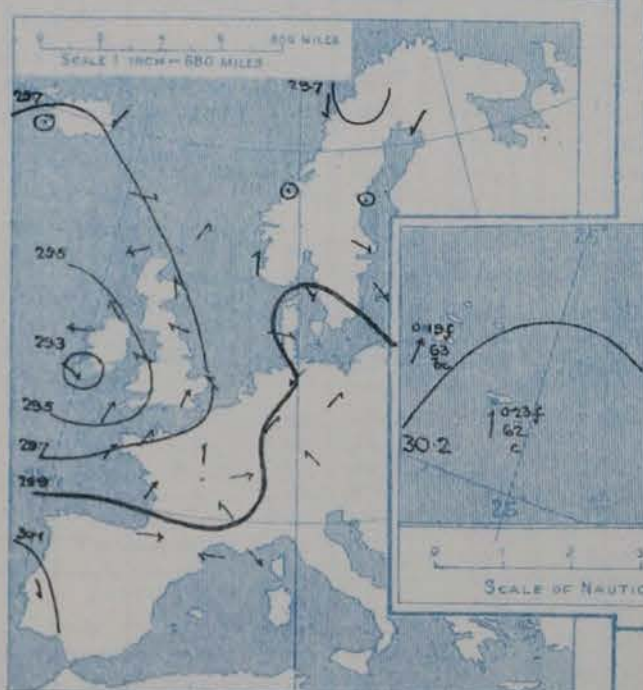 800 MILES
SCALE 1 INCH = 680 MILES
29.7
29.7
29.5
29.3
29.5
29.7
29.9
30.1
25°
0.19 f
63
bc
0.23 f
62
c
30.2
25
0 1 2
SCALE OF NAUTIC